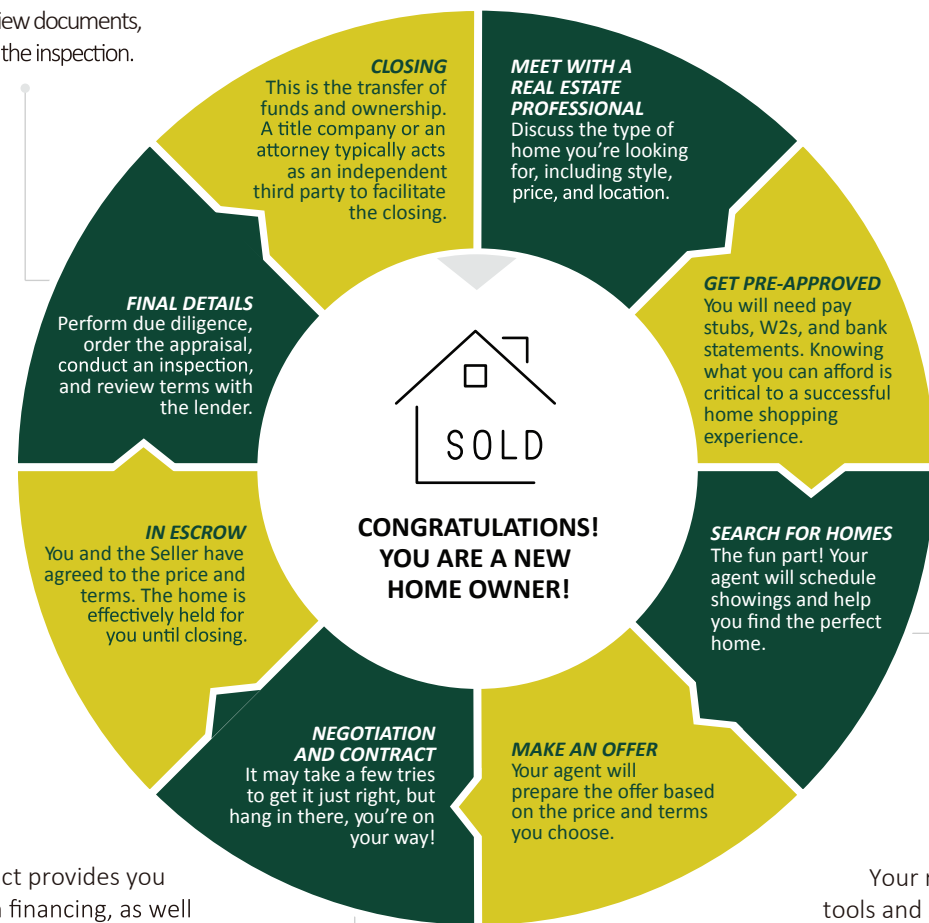 iew documents,
the inspection.
CLOSING
This is the transfer of
funds and ownership.
A title company or an
attorney typically acts
as an independent
third party to facilitate
the closing.
MEET WITH A
REAL ESTATE
PROFESSIONAL
Discuss the type of
home you're looking
for, including style,
price, and location.
GET PRE-APPROVED
You will need pay
stubs, W2s, and bank
statements. Knowing
what you can afford is
critical to a successful
home shopping
experience.
SEARCH FOR HOMES
The fun part! Your
agent will schedule
showings and help
you find the perfect
home.
MAKE AN OFFER
Your agent will
prepare the offer based
on the price and terms
you choose.
NEGOTIATION
AND CONTRACT
It may take a few tries
to get it just right, but
hang in there, you're on
your way!
IN ESCROW
You and the Seller have
agreed to the price and
terms. The home is
effectively held for
you until closing.
FINAL DETAILS
Perform due diligence,
order the appraisal,
conduct an inspection,
and review terms with
the lender.
SOLD
CONGRATULATIONS!
YOU ARE A NEW
HOME OWNER!
ct provides you
financing, as well
Your
tools and